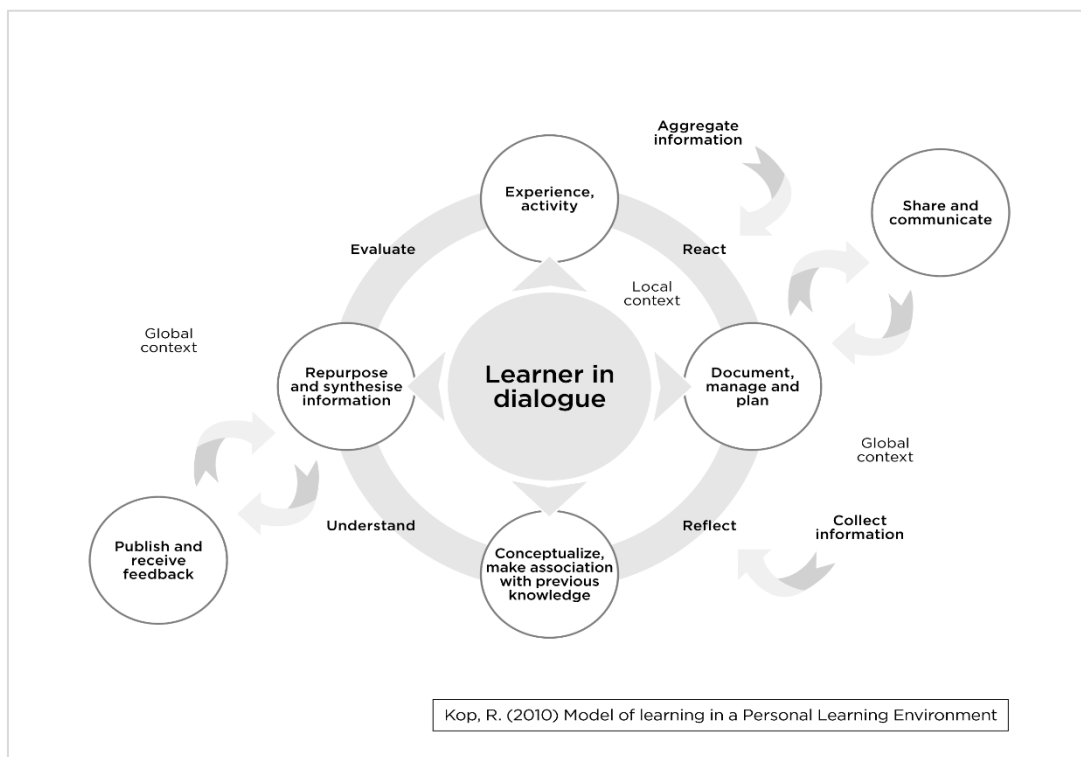 Aggregate
information
Experience,
activity
Share and
communicate
Evaluate
React
Local
context
Global
context
Repurpose
and synthesise
information
Learner in
dialogue
Document,
manage and
plan
Global
context
Understand
Reflect
Collect
information
Publish and
receive
feedback
Conceptualize,
make association
with previous
knowledge
Kop, R. (2010) Model of learning in a Personal Learning Environment